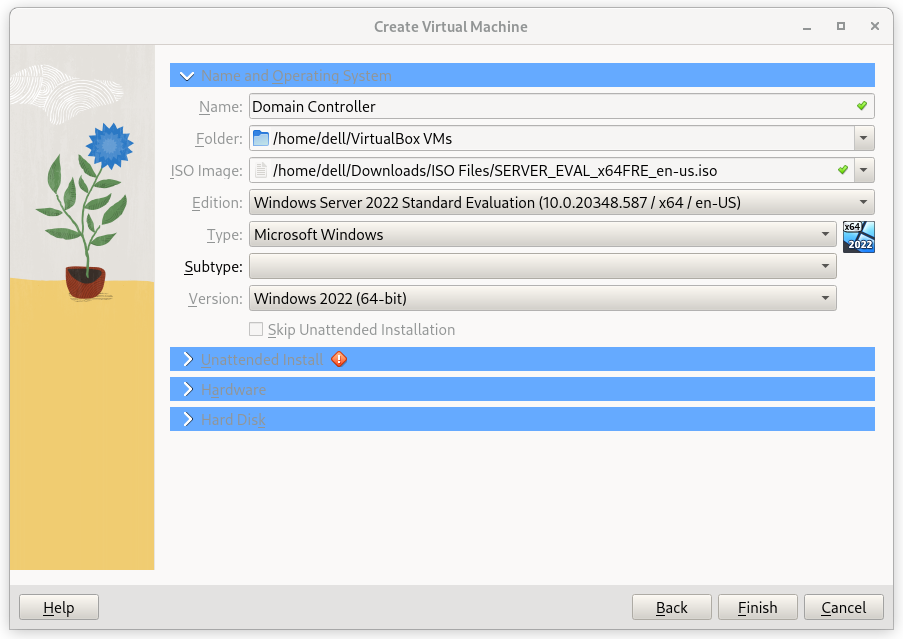 Create Virtual Machine
Name and Operating System
Name: Domain Controller
Folder: /home/dell/VirtualBox VMs
ISO Image: /home/dell/Downloads/ISO Files/SERVER_EVAL_x64FRE_en-us.iso
Edition: Windows Server 2022 Standard Evaluation (10.0.20348.587 / x64 / en-US)
Type: Microsoft Windows
x64
2022
Subtype:
Version: Windows 2022 (64-bit)
Skip Unattended Installation
Unattended Install
Hardware
Hard Disk
Help Back Finish Cancel